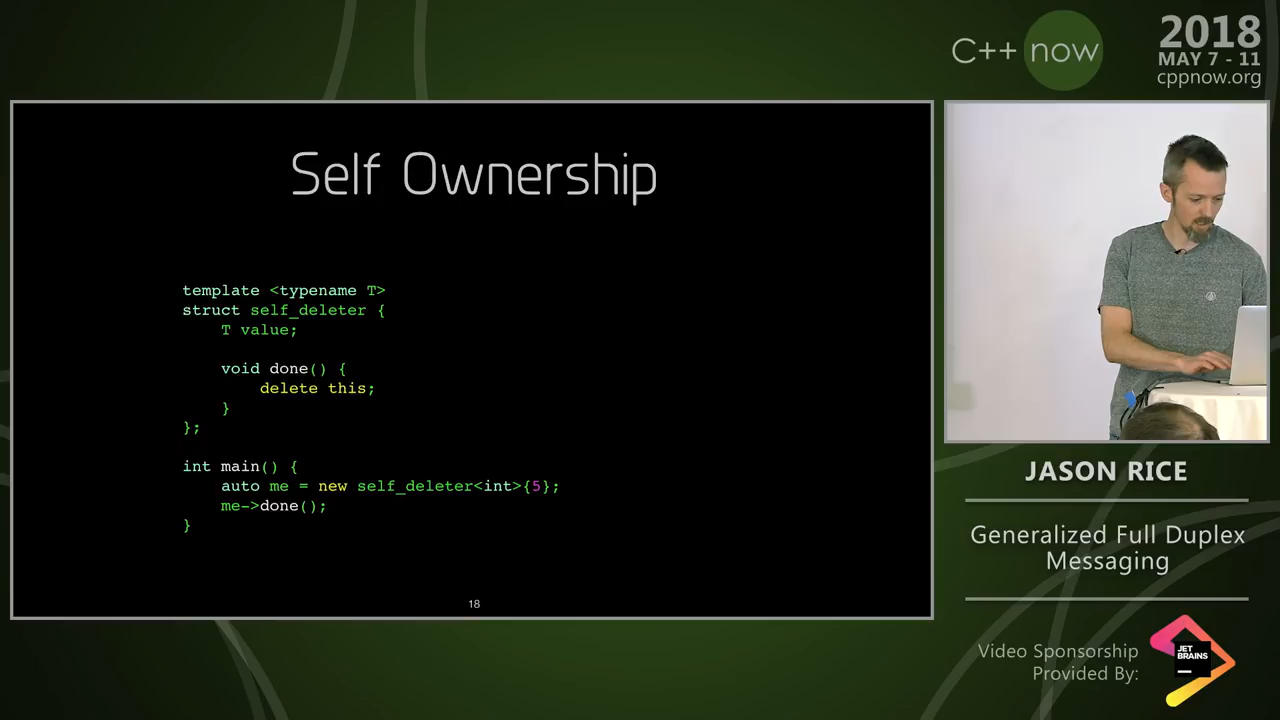 C++ now
2018
MAY 7 - 11
cppnow.org
Self Ownership
template <typename T>
struct self_deleter {
    T value;

    void done() {
        delete this;
    }
};

int main() {
    auto me = new self_deleter<int>{5};
    me->done();
}
18
JASON RICE
Generalized Full Duplex
Messaging
Video Sponsorship
Provided By:
JET
BRAINS